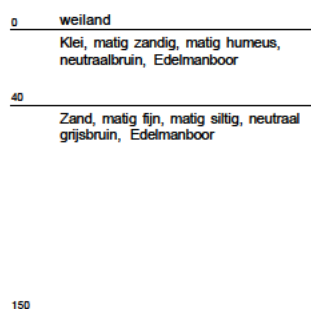 0 weiland
Klei, matig zandig, matig humeus,
neutraalbruin, Edelmanboor
40
Zand, matig fijn, matig siltig, neutraal
grijsbruin, Edelmanboor
150